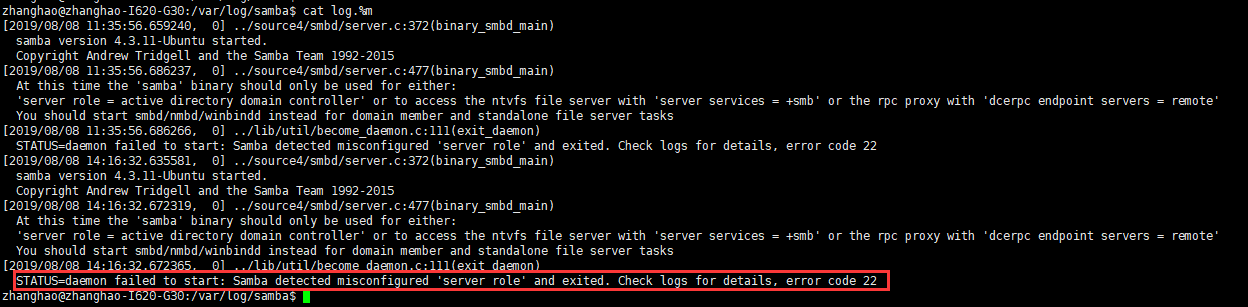 zhanghao@zhanghao-I620-G30:/var/log/samba$ cat log.%m
[2019/08/08 11:35:56.659240,  0] ../source4/smbd/server.c:372(binary_smbd_main)
  samba version 4.3.11-Ubuntu started.
  Copyright Andrew Tridgell and the Samba Team 1992-2015
[2019/08/08 11:35:56.686237,  0] ../source4/smbd/server.c:477(binary_smbd_main)
  At this time the 'samba' binary should only be used for either:
  'server role = active directory domain controller' or to access the ntvfs file server with 'server services = +smb' or the rpc proxy with 'dcerpc endpoint servers = remote'
  You should start smbd/nmbd/winbindd instead for domain member and standalone file server tasks
[2019/08/08 11:35:56.686266,  0] ../lib/util/become_daemon.c:111(exit_daemon)
  STATUS=daemon failed to start: Samba detected misconfigured 'server role' and exited. Check logs for details, error code 22
[2019/08/08 14:16:32.635581,  0] ../source4/smbd/server.c:372(binary_smbd_main)
  samba version 4.3.11-Ubuntu started.
  Copyright Andrew Tridgell and the Samba Team 1992-2015
[2019/08/08 14:16:32.672319,  0] ../source4/smbd/server.c:477(binary_smbd_main)
  At this time the 'samba' binary should only be used for either:
  'server role = active directory domain controller' or to access the ntvfs file server with 'server services = +smb' or the rpc proxy with 'dcerpc endpoint servers = remote'
  You should start smbd/nmbd/winbindd instead for domain member and standalone file server tasks
[2019/08/08 14:16:32.672365,  0] ../lib/util/become_daemon.c:111(exit_daemon)
  STATUS=daemon failed to start: Samba detected misconfigured 'server role' and exited. Check logs for details, error code 22
zhanghao@zhanghao-I620-G30:/var/log/samba$